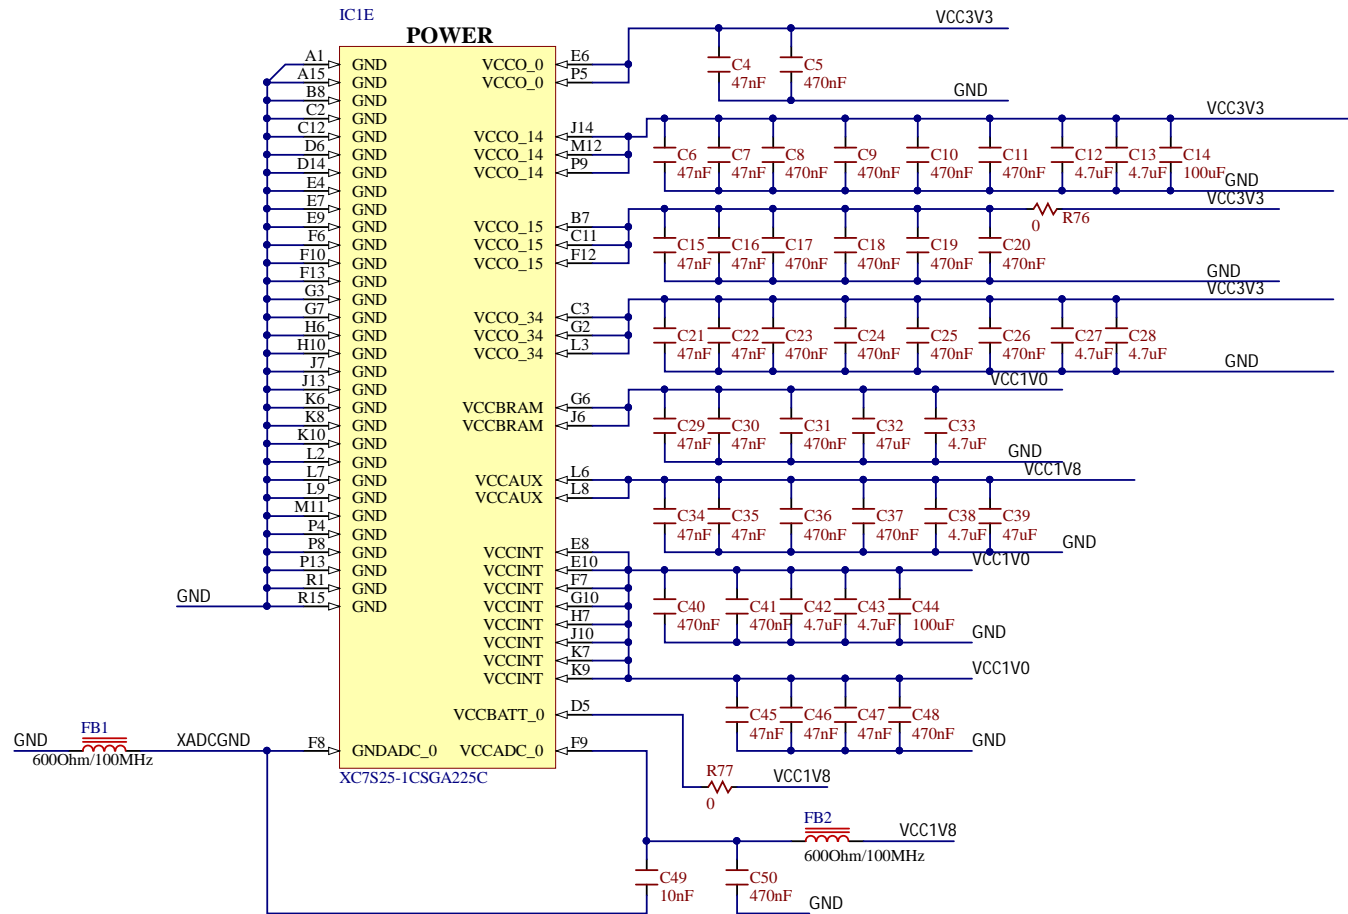 IC1E
POWER
VCC3V3
A1 GND VCCO_0 E6
A15 GND VCCO_0 P5
C4 C5
47nF 470nF
B8 GND
GND
C2 GND
VCC3V3
C12 GND VCCO_14 J14
D6 GND VCCO_14 M12
D14 GND VCCO_14 P9
C6 C7 C8 C9 C10 C11 C12 C13 C14
47nF 47nF 470nF 470nF 470nF 470nF 4.7uF 4.7uF 100uF
E4 GND
GND
E7 GND
VCC3V3
E9 GND VCCO_15 B7
R76
0
F6 GND VCCO_15 C11
F10 GND VCCO_15 F12
C15 C16 C17 C18 C19 C20
47nF 47nF 470nF 470nF 470nF 470nF
F13 GND
GND
G3 GND
VCC3V3
G7 GND VCCO_34 C3
H6 GND VCCO_34 G2
H10 GND VCCO_34 L3
C21 C22 C23 C24 C25 C26 C27 C28
47nF 47nF 470nF 470nF 470nF 470nF 4.7uF 4.7uF
J7 GND
GND
J13 GND
VCC1V0
K6 GND VCCBRAM G6
K8 GND VCCBRAM J6
C29 C30 C31 C32 C33
47nF 47nF 470nF 47uF 4.7uF
K10 GND
GND
L2 GND
VCC1V8
L7 GND VCCAUX L6
L9 GND VCCAUX L8
M11 GND
C34 C35 C36 C37 C38 C39
47nF 47nF 470nF 470nF 4.7uF 47uF
P4 GND
GND
P8 GND VCCINT E8
VCC1V0
P13 GND VCCINT E10
R1 GND VCCINT F7
GND
R15 GND VCCINT G10
VCCINT H7
VCCINT J10
VCCINT K7
VCCINT K9
C40 C41 C42 C43 C44
470nF 470nF 4.7uF 4.7uF 100uF
GND
VCC1V0
C45 C46 C47 C48
47nF 47nF 47nF 470nF
GND
VCCBATT_0 D5
FB1
GND XADCGND F8 GNDADC_0 VCCADC_0 F9
600Ohm/100MHz
XC7S25-1CSGA225C
R77
VCC1V8
0
FB2
VCC1V8
600Ohm/100MHz
C49 C50
10nF 470nF
GND